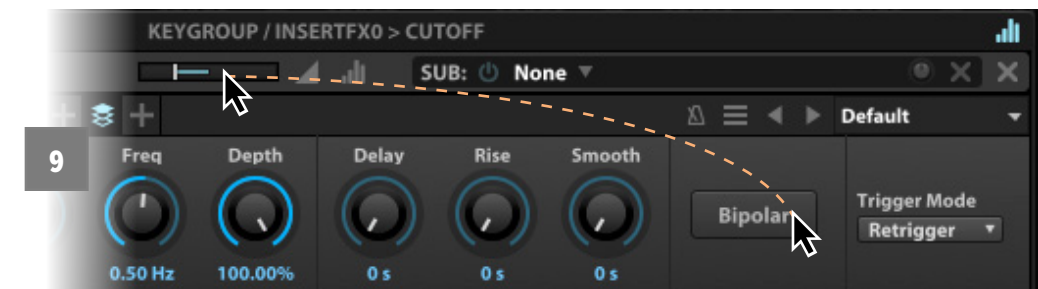 KEYGROUP / INSERTFX0 > CUTOFF
SUB: None
Default
9
Freq Depth Delay Rise Smooth
Bipolar
Trigger Mode
Retrigger
0.50 Hz 100.00% 0 s 0 s 0 s